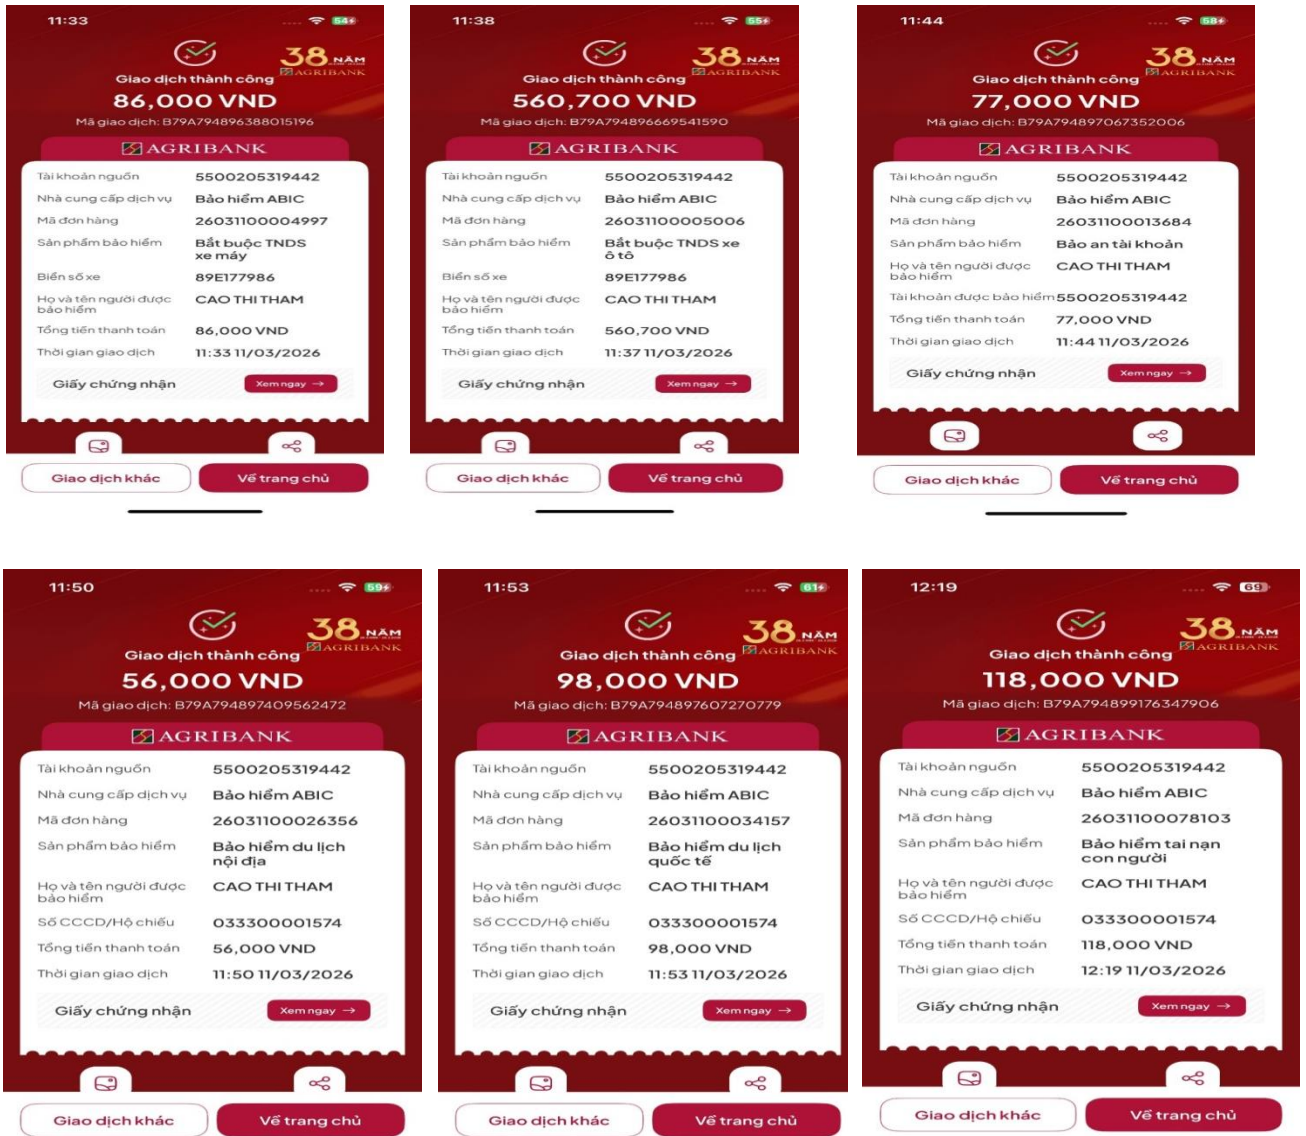 11:33
54
38 NĂM
AGRIBANK
Giao dịch thành công
86,000 VND
Mã giao dịch: B79A794896388015196
AGRIBANK
Tài khoản nguồn 5500205319442
Nhà cung cấp dịch vụ Bảo hiểm ABIC
Mã đơn hàng 26031100004997
Sản phẩm bảo hiểm Bắt buộc TNDS
xe máy
Biển số xe 89E177986
Họ và tên người được CAO THI THAM
bảo hiểm
Tổng tiền thanh toán 86,000 VND
Thời gian giao dịch 11:33 11/03/2026
Giấy chứng nhận Xem ngay →
Giao dịch khác Về trang chủ
11:38
55
38 NĂM
AGRIBANK
Giao dịch thành công
560,700 VND
Mã giao dịch: B79A794896669541590
AGRIBANK
Tài khoản nguồn 5500205319442
Nhà cung cấp dịch vụ Bảo hiểm ABIC
Mã đơn hàng 26031100005006
Sản phẩm bảo hiểm Bắt buộc TNDS xe
ô tô
Biển số xe 89E177986
Họ và tên người được CAO THI THAM
bảo hiểm
Tổng tiền thanh toán 560,700 VND
Thời gian giao dịch 11:37 11/03/2026
Giấy chứng nhận Xem ngay →
Giao dịch khác Về trang chủ
11:44
58
38 NĂM
AGRIBANK
Giao dịch thành công
77,000 VND
Mã giao dịch: B79A794897067352006
AGRIBANK
Tài khoản nguồn 5500205319442
Nhà cung cấp dịch vụ Bảo hiểm ABIC
Mã đơn hàng 26031100013684
Sản phẩm bảo hiểm Bảo an tài khoản
Họ và tên người được CAO THI THAM
bảo hiểm
Tài khoản được bảo hiểm 5500205319442
Tổng tiền thanh toán 77,000 VND
Thời gian giao dịch 11:44 11/03/2026
Giấy chứng nhận Xem ngay →
Giao dịch khác Về trang chủ
11:50
59
38 NĂM
AGRIBANK
Giao dịch thành công
56,000 VND
Mã giao dịch: B79A794897409562472
AGRIBANK
Tài khoản nguồn 5500205319442
Nhà cung cấp dịch vụ Bảo hiểm ABIC
Mã đơn hàng 26031100026356
Sản phẩm bảo hiểm Bảo hiểm du lịch
nội địa
Họ và tên người được CAO THI THAM
bảo hiểm
Số CCCD/Hộ chiếu 033300001574
Tổng tiền thanh toán 56,000 VND
Thời gian giao dịch 11:50 11/03/2026
Giấy chứng nhận Xem ngay →
Giao dịch khác Về trang chủ
11:53
61
38 NĂM
AGRIBANK
Giao dịch thành công
98,000 VND
Mã giao dịch: B79A794897607270779
AGRIBANK
Tài khoản nguồn 5500205319442
Nhà cung cấp dịch vụ Bảo hiểm ABIC
Mã đơn hàng 26031100034157
Sản phẩm bảo hiểm Bảo hiểm du lịch
quốc tế
Họ và tên người được CAO THI THAM
bảo hiểm
Số CCCD/Hộ chiếu 033300001574
Tổng tiền thanh toán 98,000 VND
Thời gian giao dịch 11:53 11/03/2026
Giấy chứng nhận Xem ngay →
Giao dịch khác Về trang chủ
12:19
69
38 NĂM
AGRIBANK
Giao dịch thành công
118,000 VND
Mã giao dịch: B79A794899176347906
AGRIBANK
Tài khoản nguồn 5500205319442
Nhà cung cấp dịch vụ Bảo hiểm ABIC
Mã đơn hàng 26031100078103
Sản phẩm bảo hiểm Bảo hiểm tai nạn
con người
Họ và tên người được CAO THI THAM
bảo hiểm
Số CCCD/Hộ chiếu 033300001574
Tổng tiền thanh toán 118,000 VND
Thời gian giao dịch 12:19 11/03/2026
Giấy chứng nhận Xem ngay →
Giao dịch khác Về trang chủ